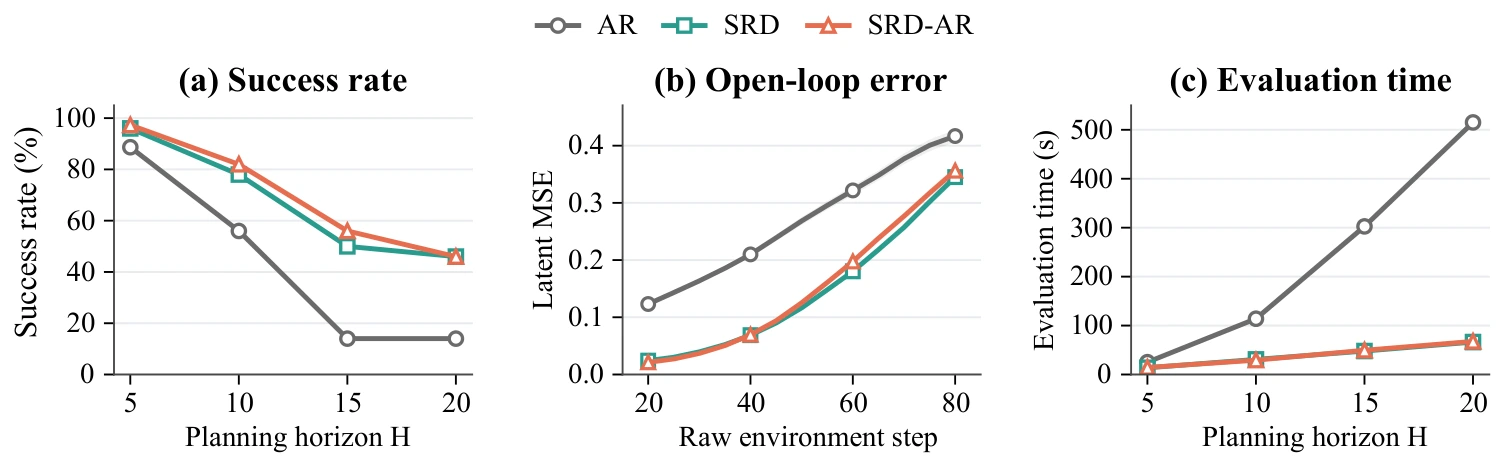 AR SRD SRD-AR
(a) Success rate
Success rate (%)
100
80
60
40
20
0
5 10 15 20
Planning horizon H
(b) Open-loop error
Latent MSE
0.4
0.3
0.2
0.1
0.0
20 40 60 80
Raw environment step
(c) Evaluation time
Evaluation time (s)
500
400
300
200
100
0
5 10 15 20
Planning horizon H